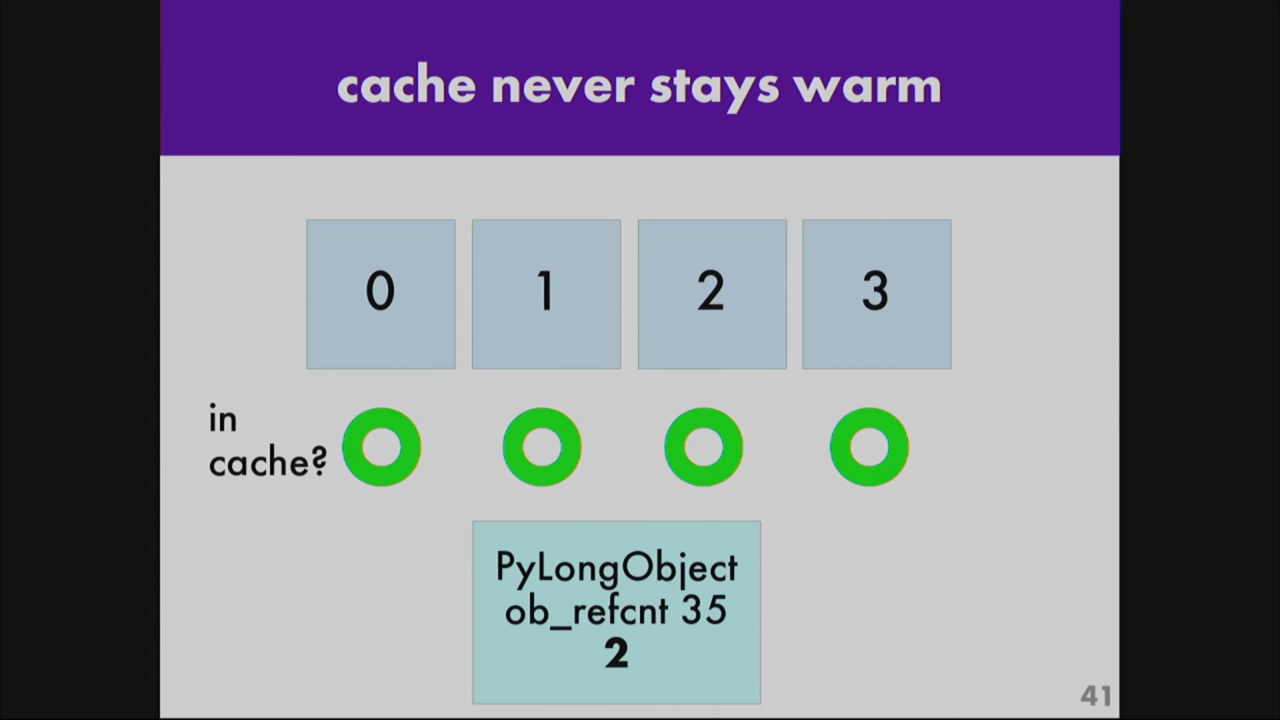 cache never stays warm
0 1 2 3
in
cache?
PyLongObject
ob_refcnt 35
2
41